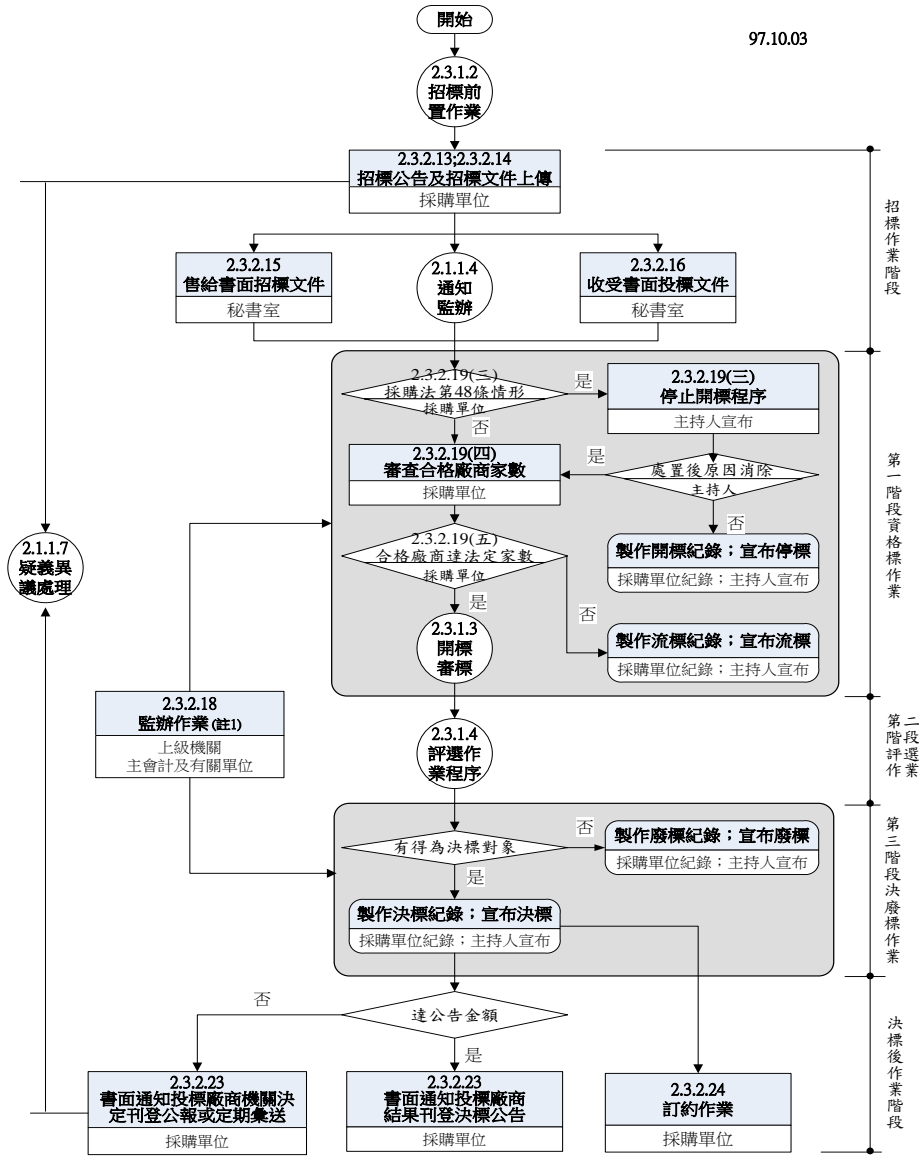 開始
97.10.03
2.3.1.2
招標前
置作業
2.3.2.13;2.3.2.14
招標公告及招標文件上傳
採購單位
招標作業階段
2.3.2.15
售給書面招標文件
秘書室
2.1.1.4
通知
監辦
2.3.2.16
收受書面投標文件
秘書室
2.3.2.19(三)
採購法第48條情形
採購單位
是
否
2.3.2.19(三)
停止開標程序
主持人宣布
2.3.2.19(四)
審查合格廠商家數
採購單位
是
處置後原因消除
主持人
否
第一階段資格標作業
2.3.2.19(五)
合格廠商達法定家數
採購單位
是
否
製作開標紀錄；宣布停標
採購單位紀錄；主持人宣布
2.1.1.7
疑義異
議處理
2.3.1.3
開標
審標
製作流標紀錄；宣布流標
採購單位紀錄；主持人宣布
2.3.2.18
監辦作業(註1)
上級機關
主會計及有關單位
2.3.1.4
評選作
業程序
第二階段評選作業
有得為決標對象
否
是
製作廢標紀錄；宣布廢標
採購單位紀錄；主持人宣布
製作決標紀錄；宣布決標
採購單位紀錄；主持人宣布
第三階段決廢標作業
達公告金額
否
是
2.3.2.23
書面通知投標廠商機關決
定刊登公報或定期彙送
採購單位
2.3.2.23
書面通知投標廠商
結果刊登決標公告
採購單位
2.3.2.24
訂約作業
採購單位
決標後作業階段